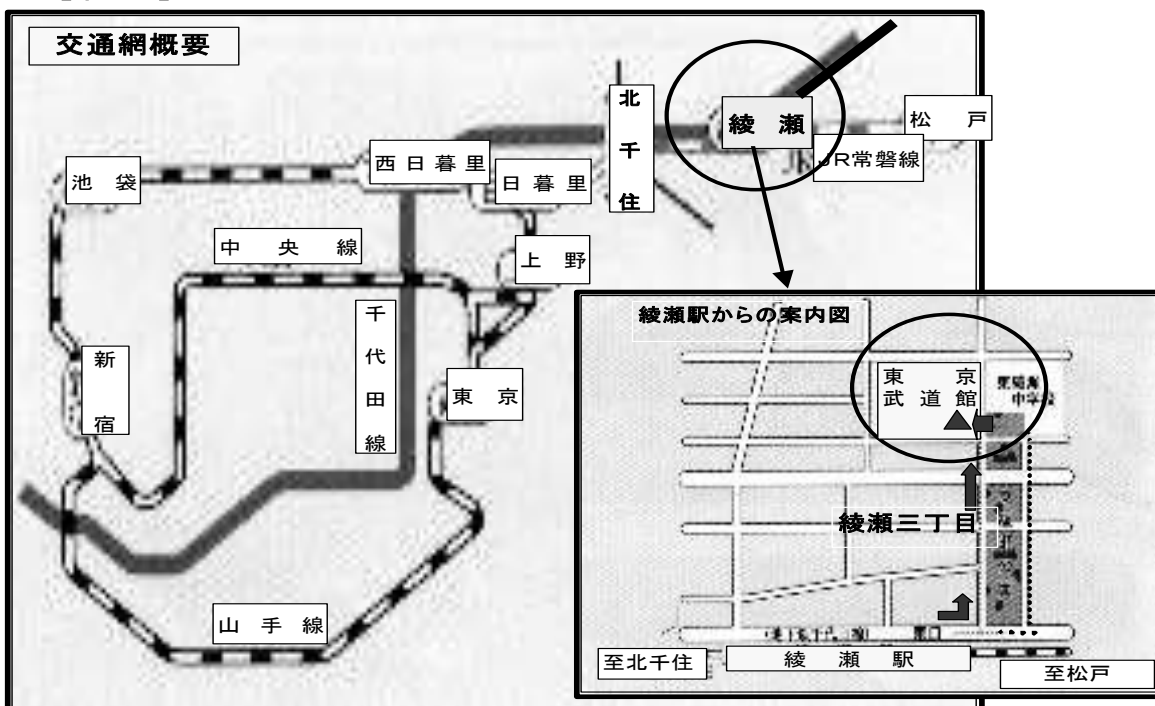 交通網概要
北千住
綾瀬
松戸
JR常磐線
西日暮里
日暮里
池袋
中央線
上野
千代田線
新宿
東京
山手線
綾瀬駅からの案内図
東京
武道館
中学校
綾瀬三丁目
至北千住
綾瀬駅
至松戸